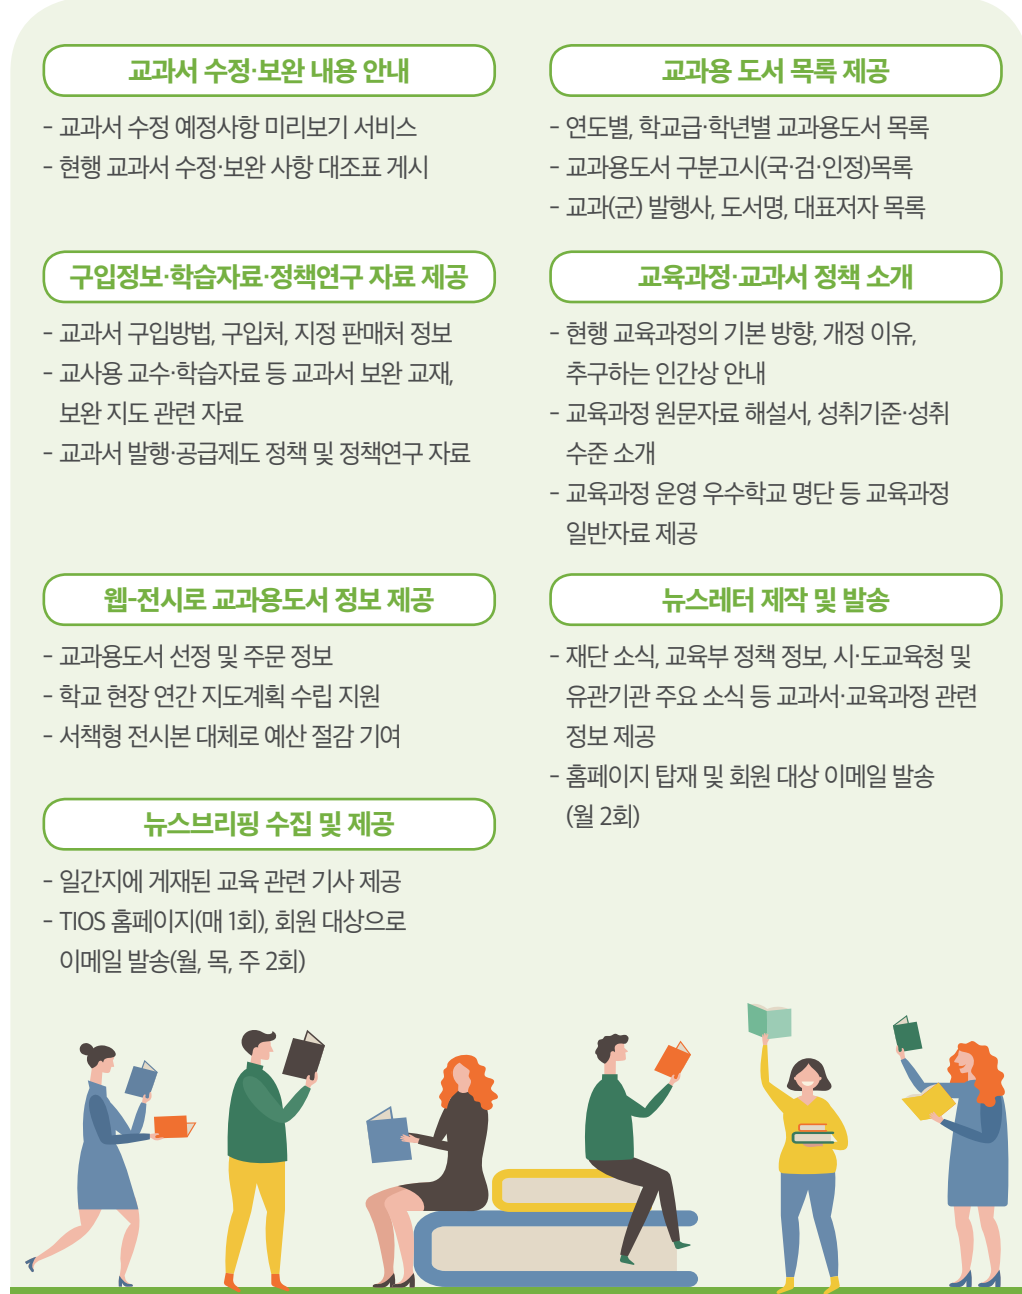 교과서 수정·보완 내용 안내
- 교과서 수정 예정사항 미리보기 서비스
- 현행 교과서 수정·보완 사항 대조표 게시
교과용 도서 목록 제공
- 연도별, 학교급·학년별 교과용도서 목록
- 교과용도서 구분고시(국·검·인정)목록
- 교과(군) 발행사, 도서명, 대표저자 목록
구입정보·학습자료·정책연구 자료 제공
- 교과서 구입방법, 구입처, 지정 판매처 정보
- 교사용 교수·학습자료 등 교과서 보완 교재,
보완 지도 관련 자료
- 교과서 발행·공급제도 정책 및 정책연구 자료
교육과정·교과서 정책 소개
- 현행 교육과정의 기본 방향, 개정 이유,
추구하는 인간상 안내
- 교육과정 원문자료 해설서, 성취기준·성취
수준 소개
- 교육과정 운영 우수학교 명단 등 교육과정
일반자료 제공
웹-전시로 교과용도서 정보 제공
- 교과용도서 선정 및 주문 정보
- 학교 현장 연간 지도계획 수립 지원
- 서책형 전시본 대체로 예산 절감 기여
뉴스레터 제작 및 발송
- 재단 소식, 교육부 정책 정보, 시·도교육청 및
유관기관 주요 소식 등 교과서·교육과정 관련
정보 제공
- 홈페이지 탑재 및 회원 대상 이메일 발송
(월 2회)
뉴스브리핑 수집 및 제공
- 일간지에 게재된 교육 관련 기사 제공
- TIOS 홈페이지(매 1회), 회원 대상으로
이메일 발송(월, 목, 주 2회)